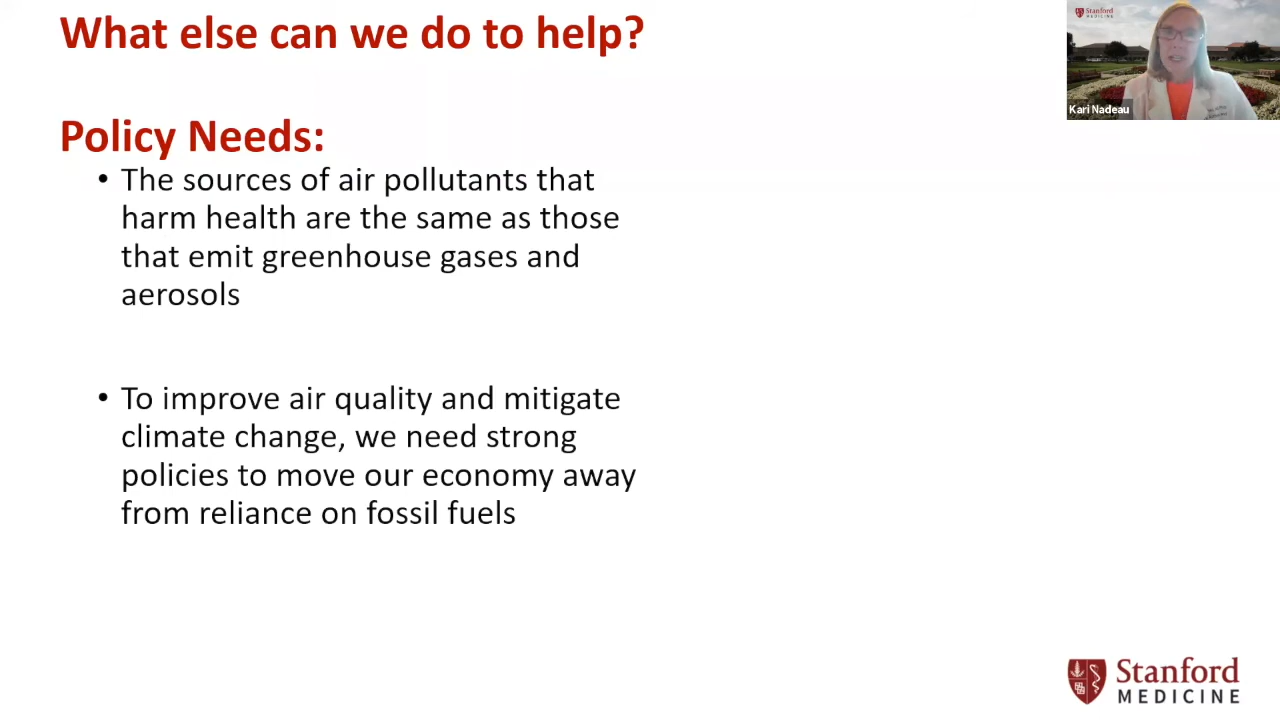 What else can we do to help?
Stanford
MEDICINE
Kari Nadeau
Policy Needs:
• The sources of air pollutants that
harm health are the same as those
that emit greenhouse gases and
aerosols
• To improve air quality and mitigate
climate change, we need strong
policies to move our economy away
from reliance on fossil fuels
Stanford
MEDICINE